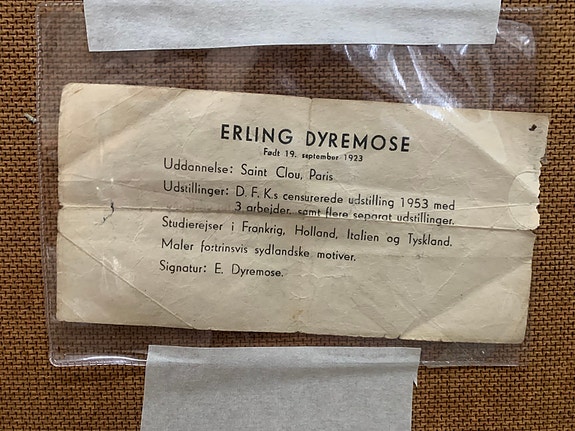 ERLING DYREMOSE
Født 19. september 1923
Uddannelse: Saint Clou, Paris
Udstillinger: D. F. K.s censurerede udstilling 1953 med
3 arbejder, samt flere separat udstillinger.
Studierejser i Frankrig, Holland, Italien og Tyskland.
Maler fortrinsvis sydlandske motiver.
Signatur: E. Dyremose.